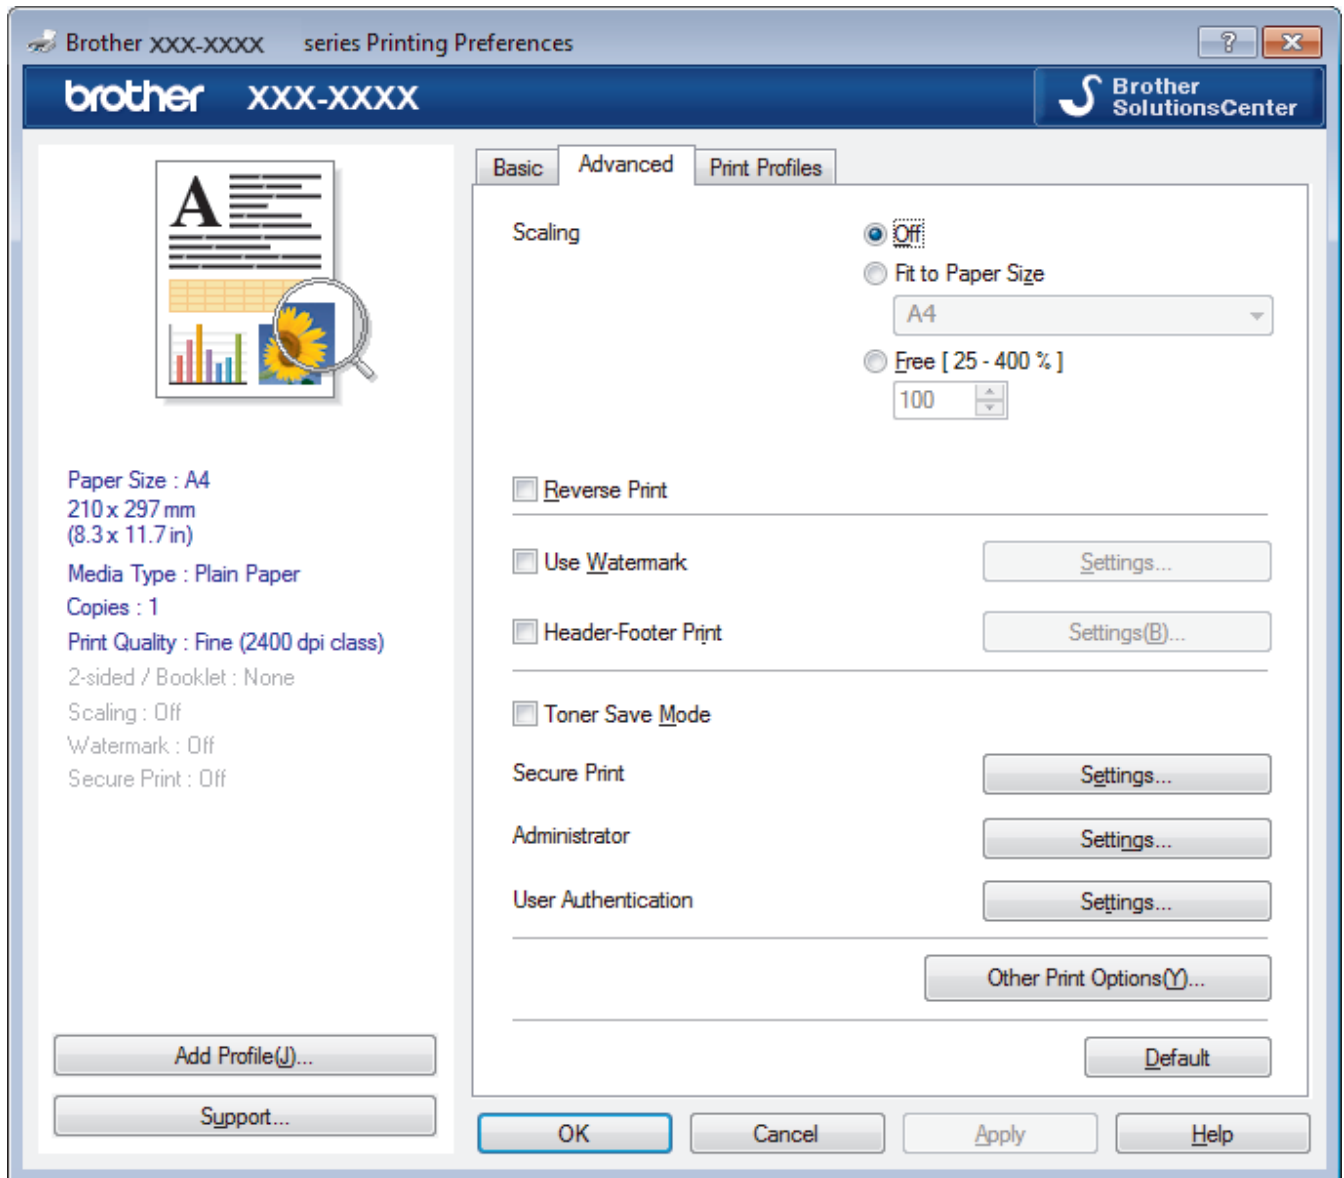 Brother XXX-XXXX series Printing Preferences
brother XXX-XXXX
Brother
SolutionsCenter
A
Paper Size : A4
210 x 297 mm
(8.3 x 11.7 in)
Media Type : Plain Paper
Copies : 1
Print Quality : Fine (2400 dpi class)
2-sided / Booklet : None
Scaling : Off
Watermark : Off
Secure Print : Off
Add Profile(J)...
Support...
Basic
Advanced
Print Profiles
Scaling
Off
Fit to Paper Size
A4
Free [ 25 - 400 % ]
100
Reverse Print
Use Watermark
Settings...
Header-Footer Print
Settings(B)...
Toner Save Mode
Secure Print
Settings...
Administrator
Settings...
User Authentication
Settings...
Other Print Options(Y)...
Default
OK
Cancel
Apply
Help